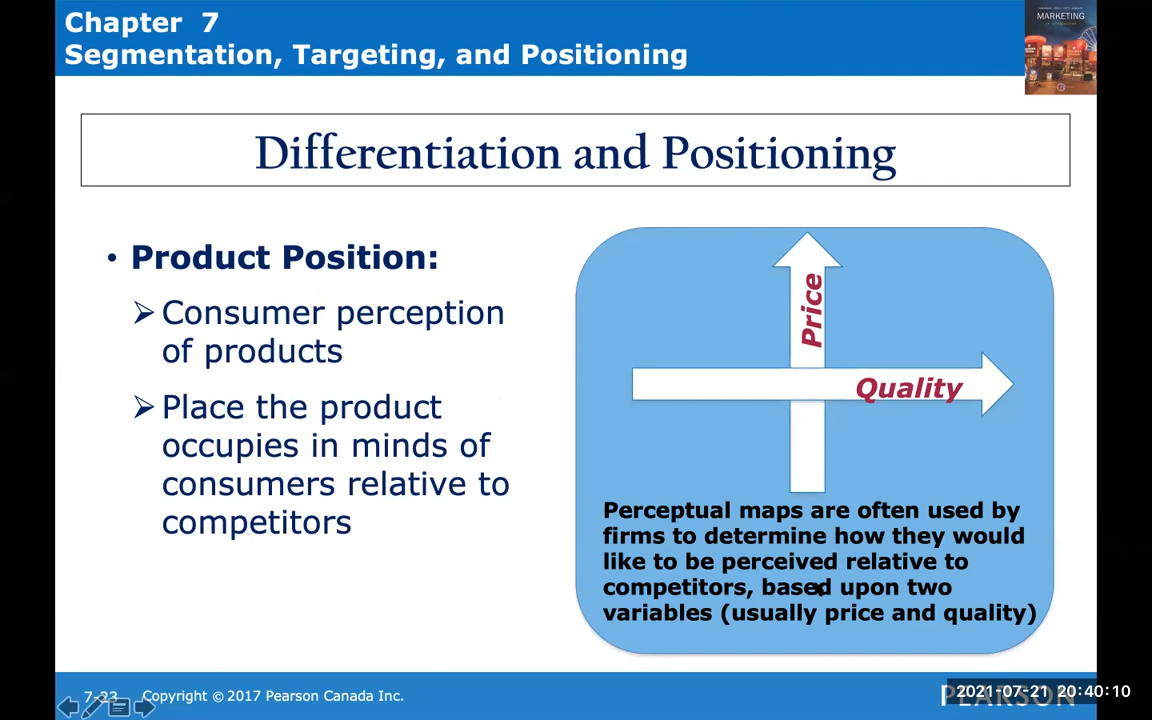 Chapter 7
Segmentation, Targeting, and Positioning
MARKETING
Differentiation and Positioning
• Product Position:
➢ Consumer perception
of products
➢ Place the product
occupies in minds of
consumers relative to
competitors
Price
Quality
Perceptual maps are often used by
firms to determine how they would
like to be perceived relative to
competitors, based upon two
variables (usually price and quality)
7-23 Copyright © 2017 Pearson Canada Inc.
PEARSON
2021-07-21 20:40:10